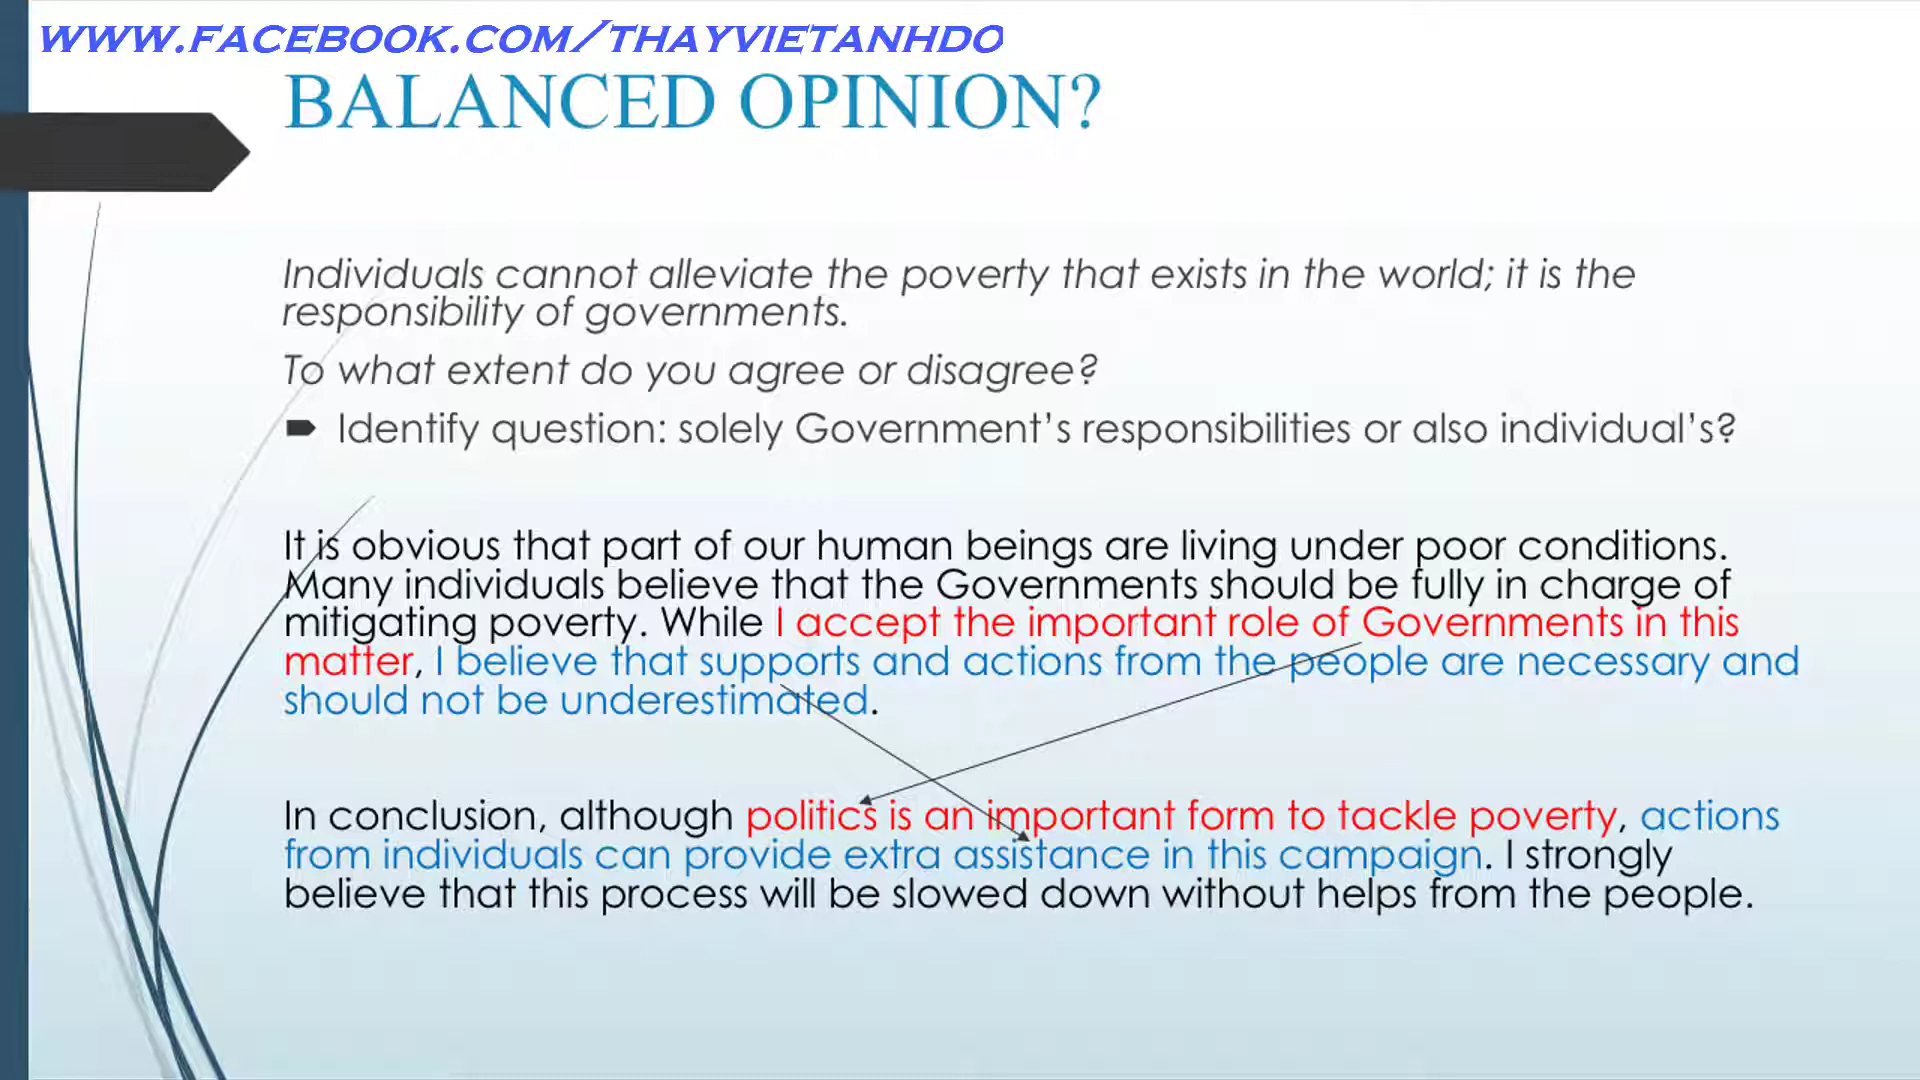 WWW.FACEBOOK.COM/THAYVIETANHDO
BALANCED OPINION?
Individuals cannot alleviate the poverty that exists in the world; it is the
responsibility of governments.
To what extent do you agree or disagree?
Identify question: solely Government’s responsibilities or also individual’s?
It is obvious that part of our human beings are living under poor conditions.
Many individuals believe that the Governments should be fully in charge of
mitigating poverty. While I accept the important role of Governments in this
matter, I believe that supports and actions from the people are necessary and
should not be underestimated.
In conclusion, although politics is an important form to tackle poverty, actions
from individuals can provide extra assistance in this campaign. I strongly
believe that this process will be slowed down without helps from the people.